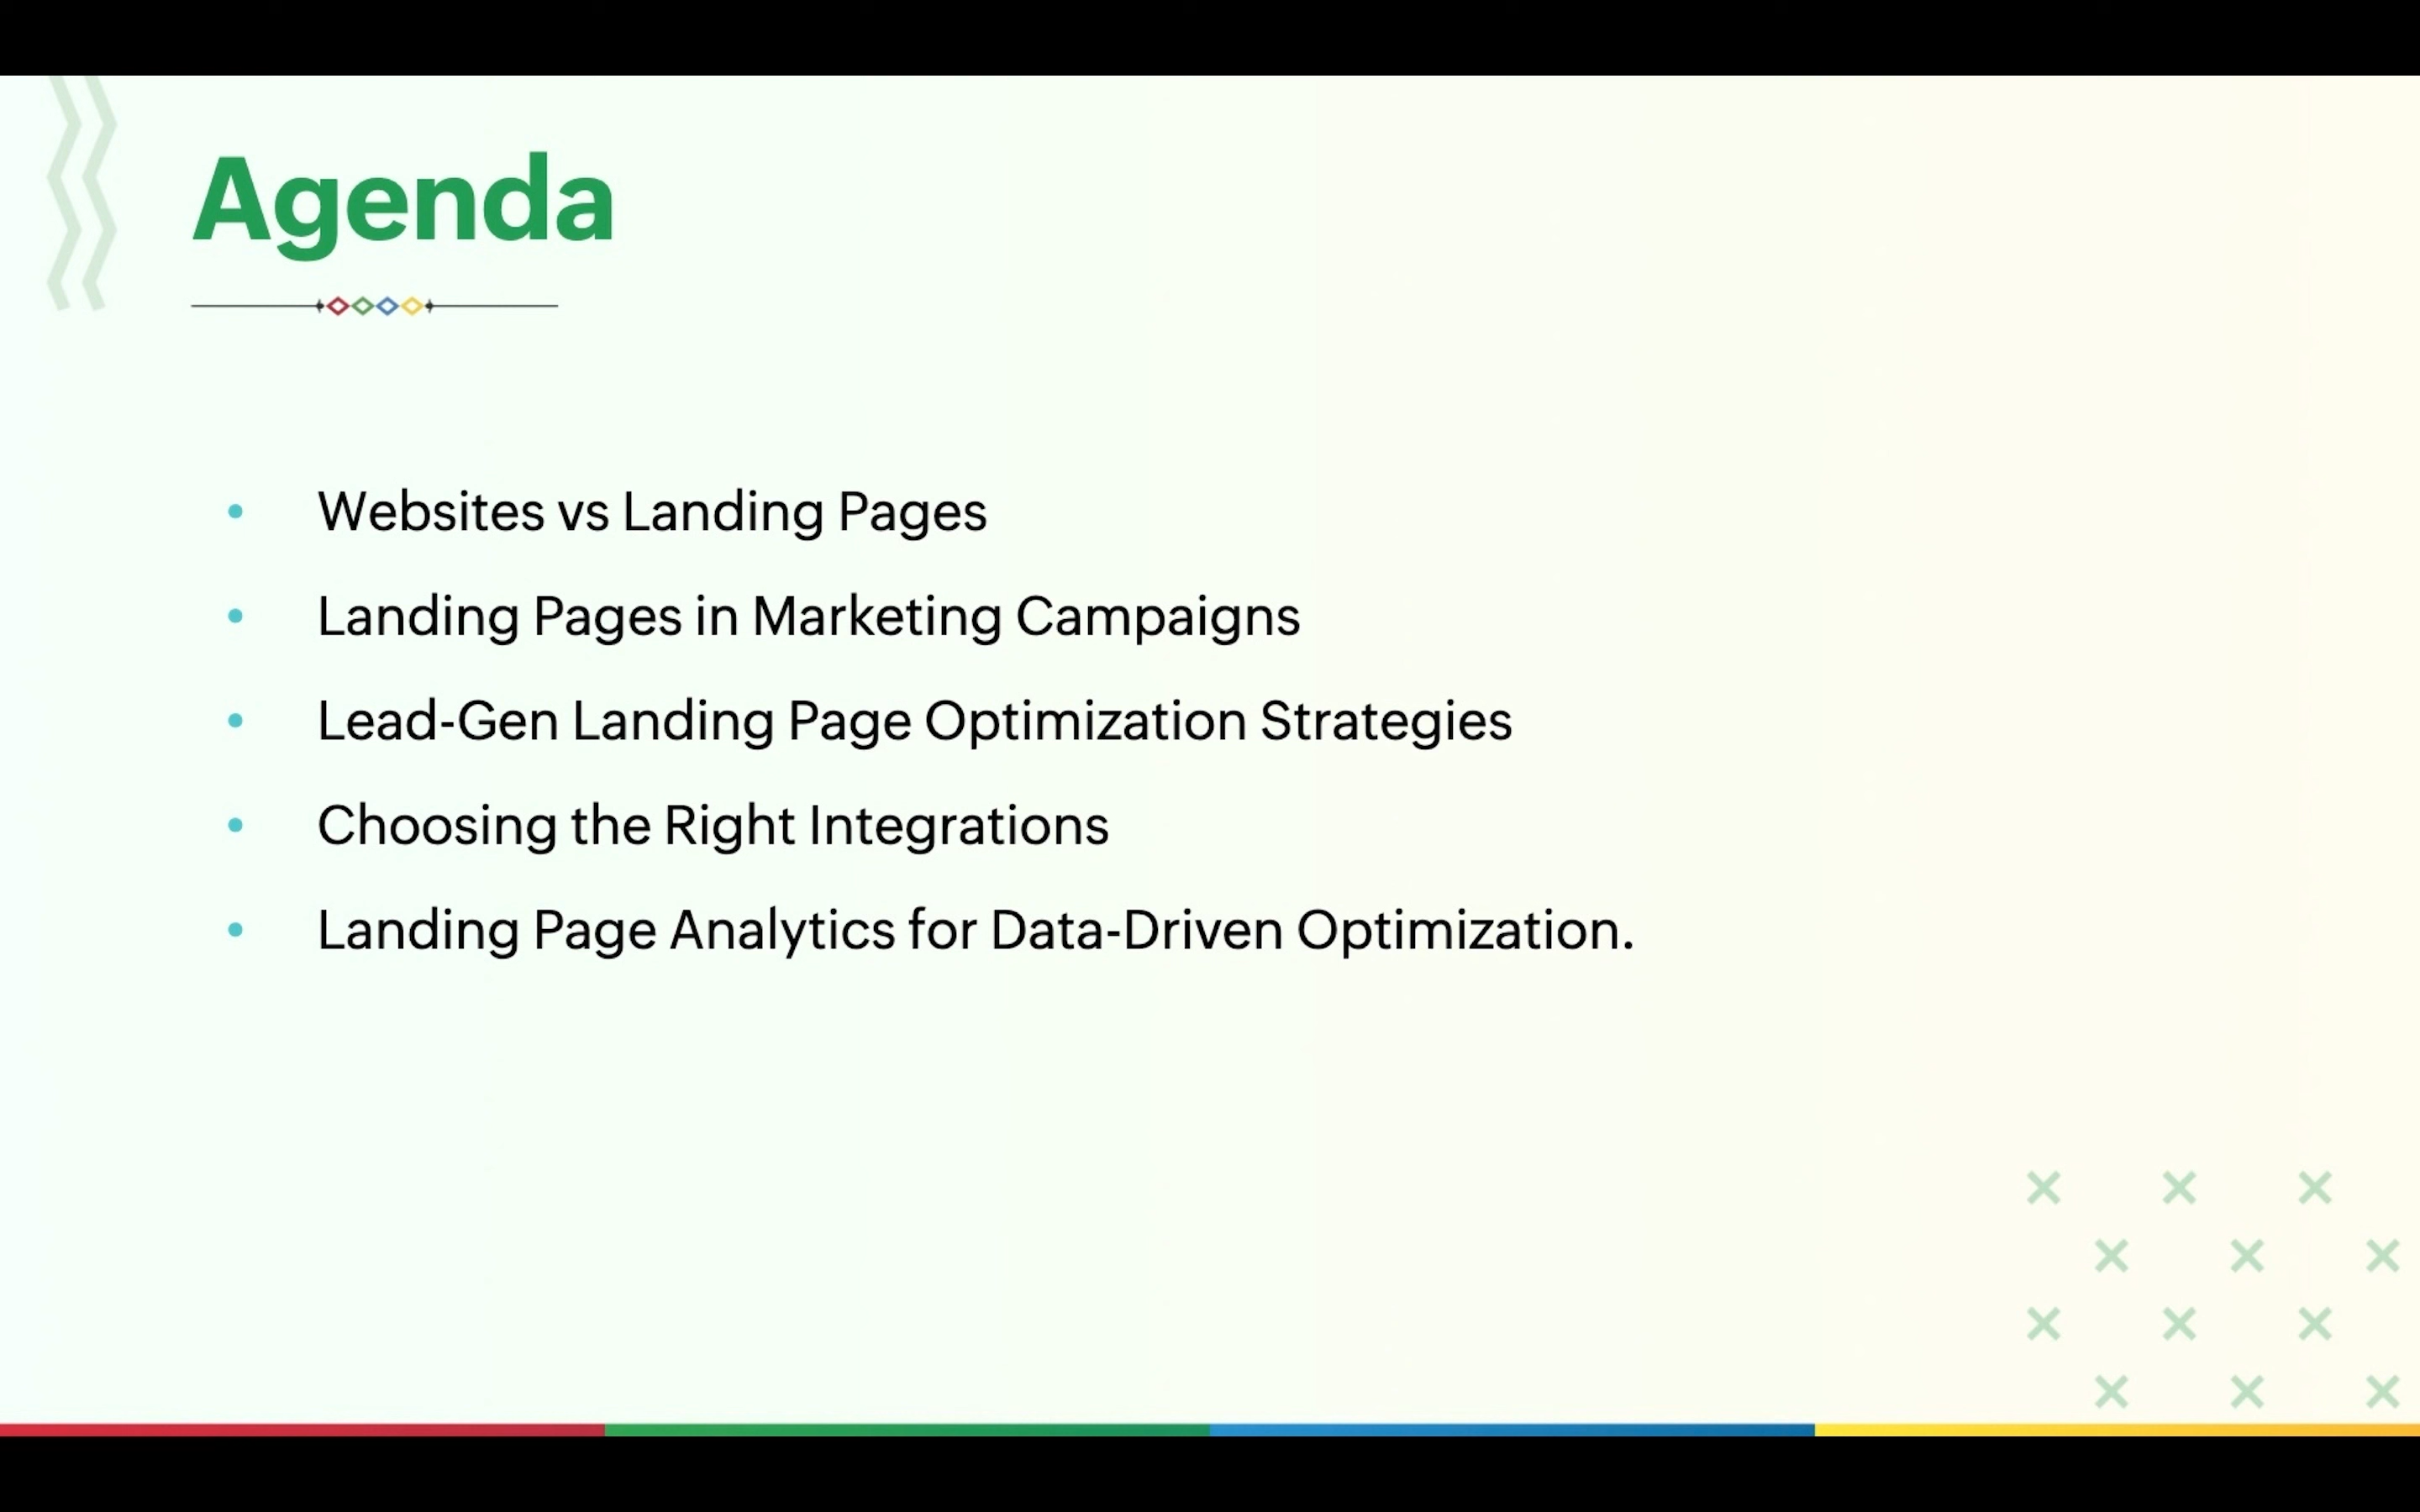 Agenda
• Websites vs Landing Pages
• Landing Pages in Marketing Campaigns
• Lead-Gen Landing Page Optimization Strategies
• Choosing the Right Integrations
• Landing Page Analytics for Data-Driven Optimization.